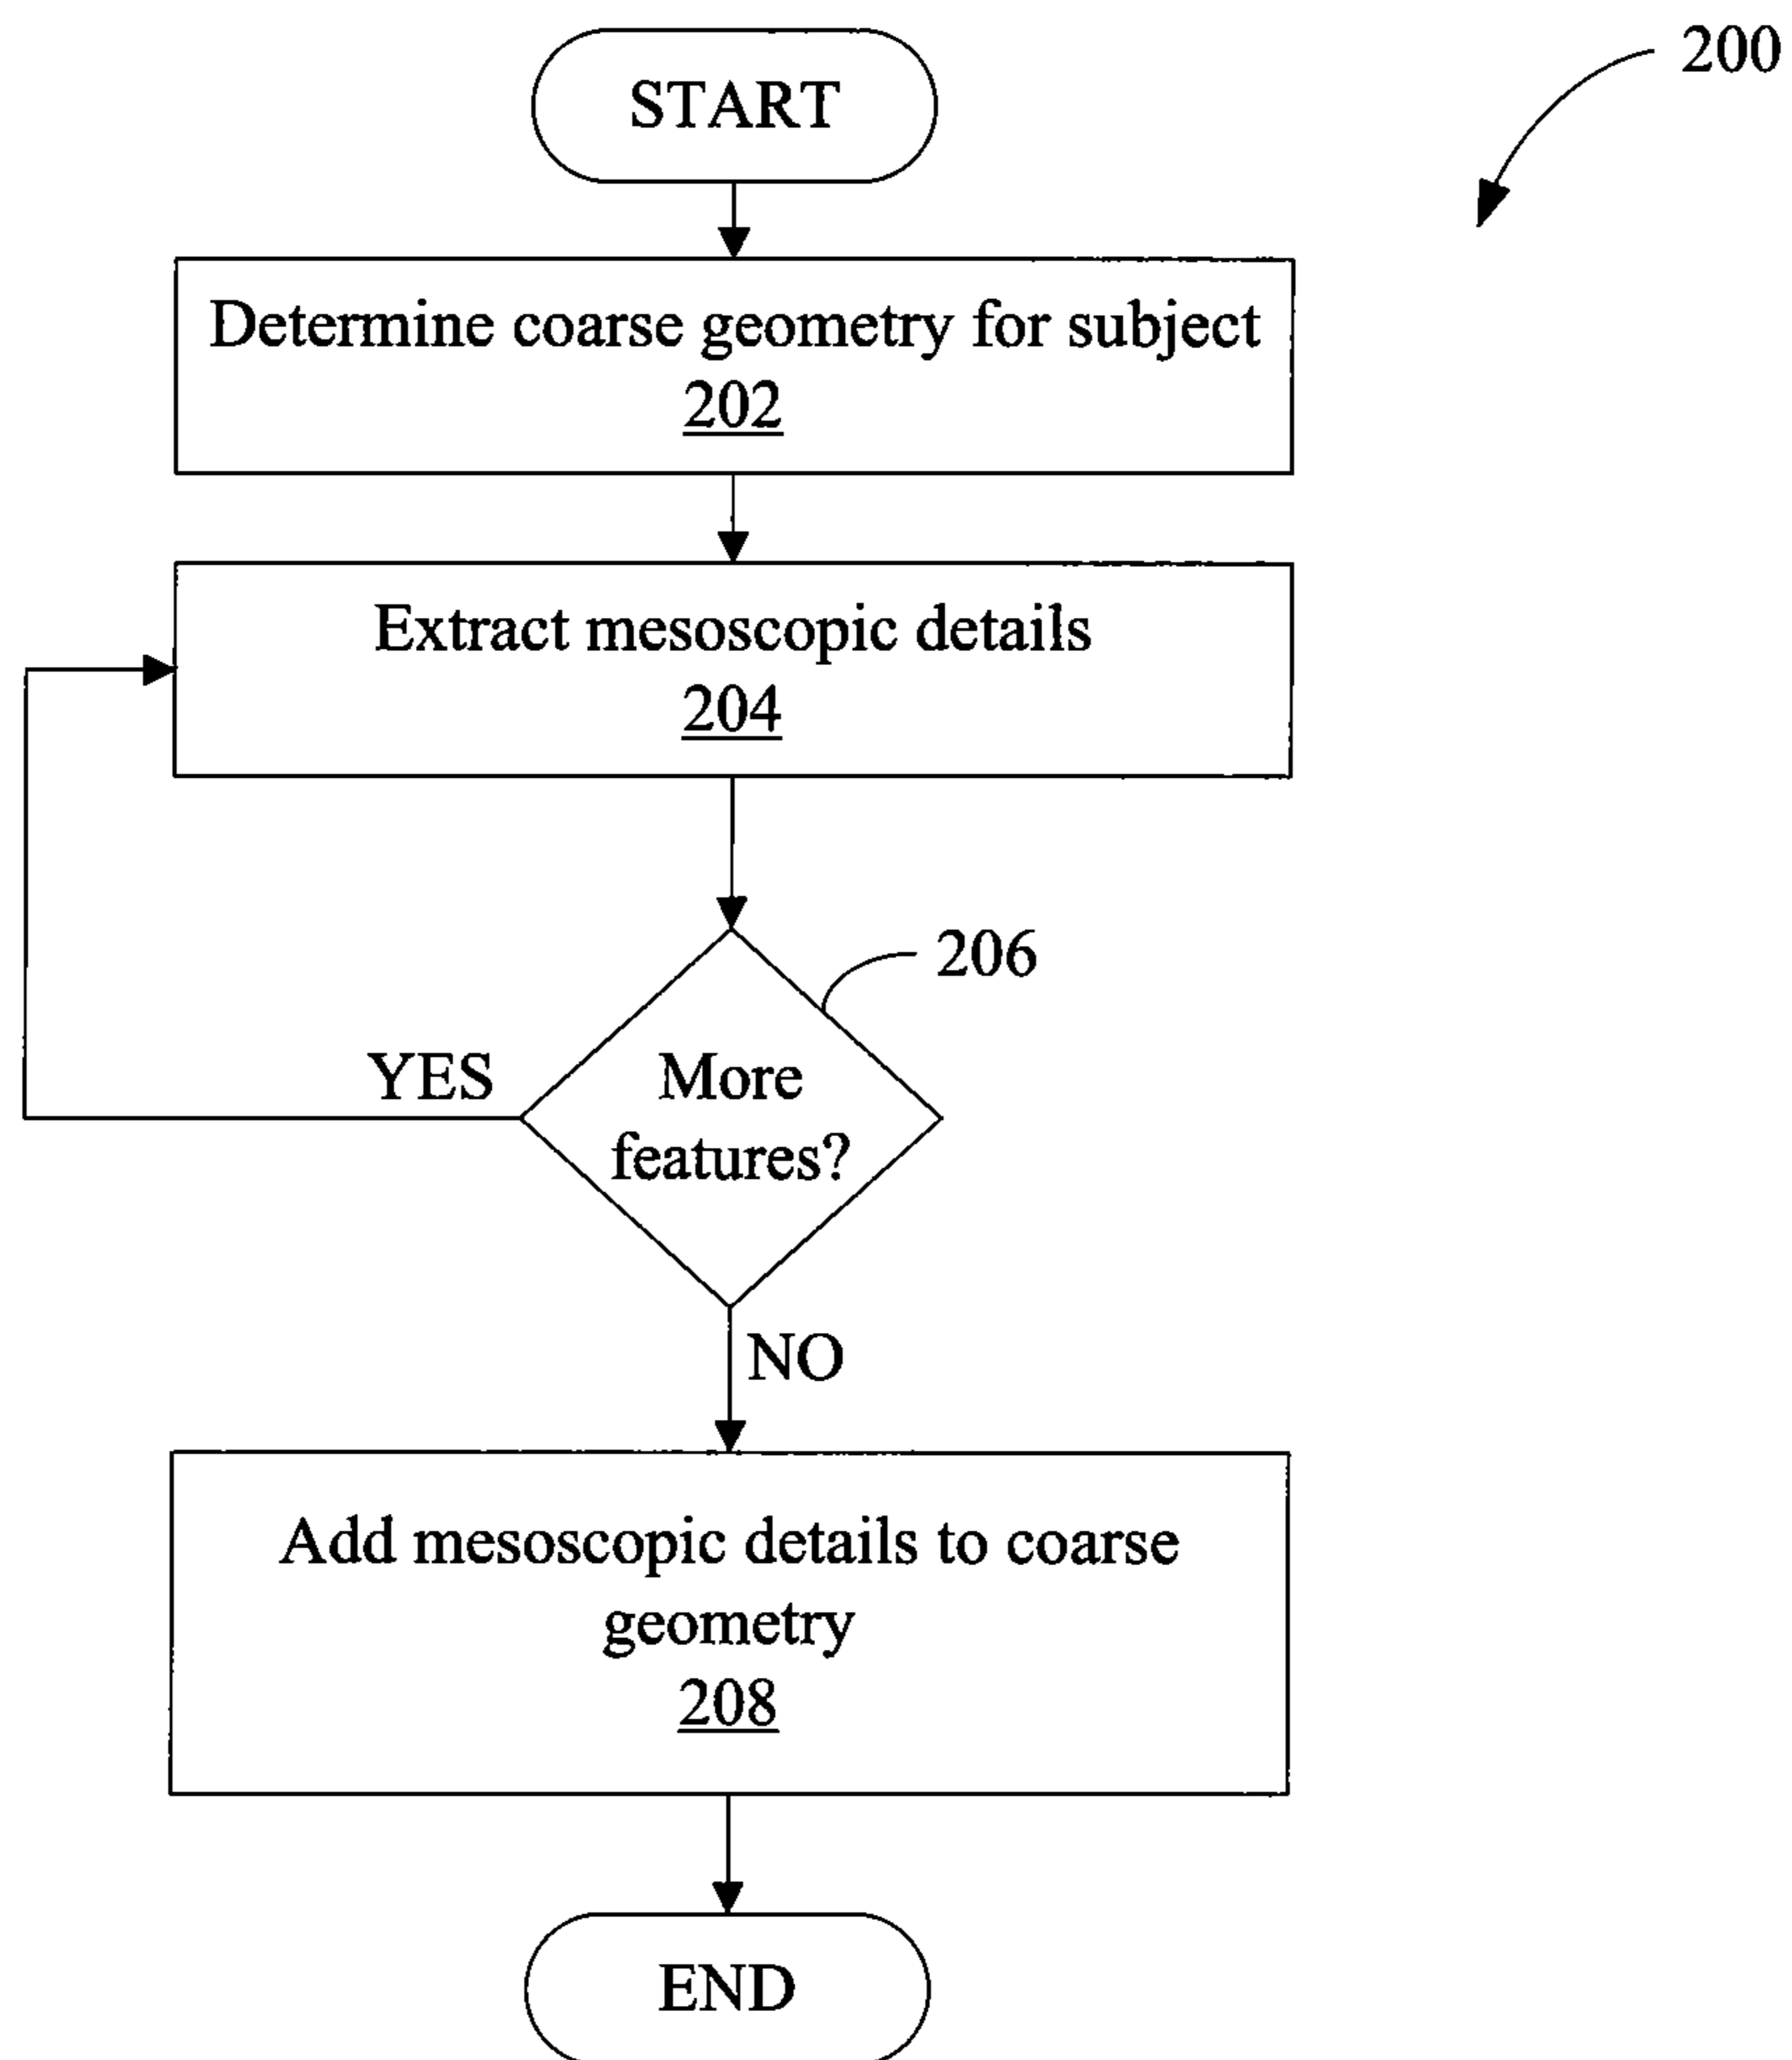 START
200
Determine coarse geometry for subject
202
Extract mesoscopic details
204
206
YES
More
features?
NO
Add mesoscopic details to coarse
geometry
208
END